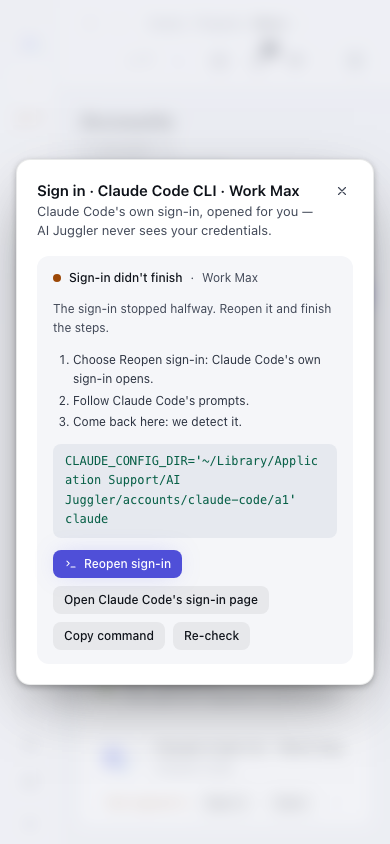 Sign in · Claude Code CLI · Work Max
Claude Code's own sign-in, opened for you —
AI Juggler never sees your credentials.
Sign-in didn't finish · Work Max
The sign-in stopped halfway. Reopen it and finish
the steps.
1. Choose Reopen sign-in: Claude Code's own
sign-in opens.
2. Follow Claude Code's prompts.
3. Come back here: we detect it.
CLAUDE_CONFIG_DIR='~/Library/Applic
ation Support/AI
Juggler/accounts/claude-code/a1'
claude
Reopen sign-in
Open Claude Code's sign-in page
Copy command Re-check